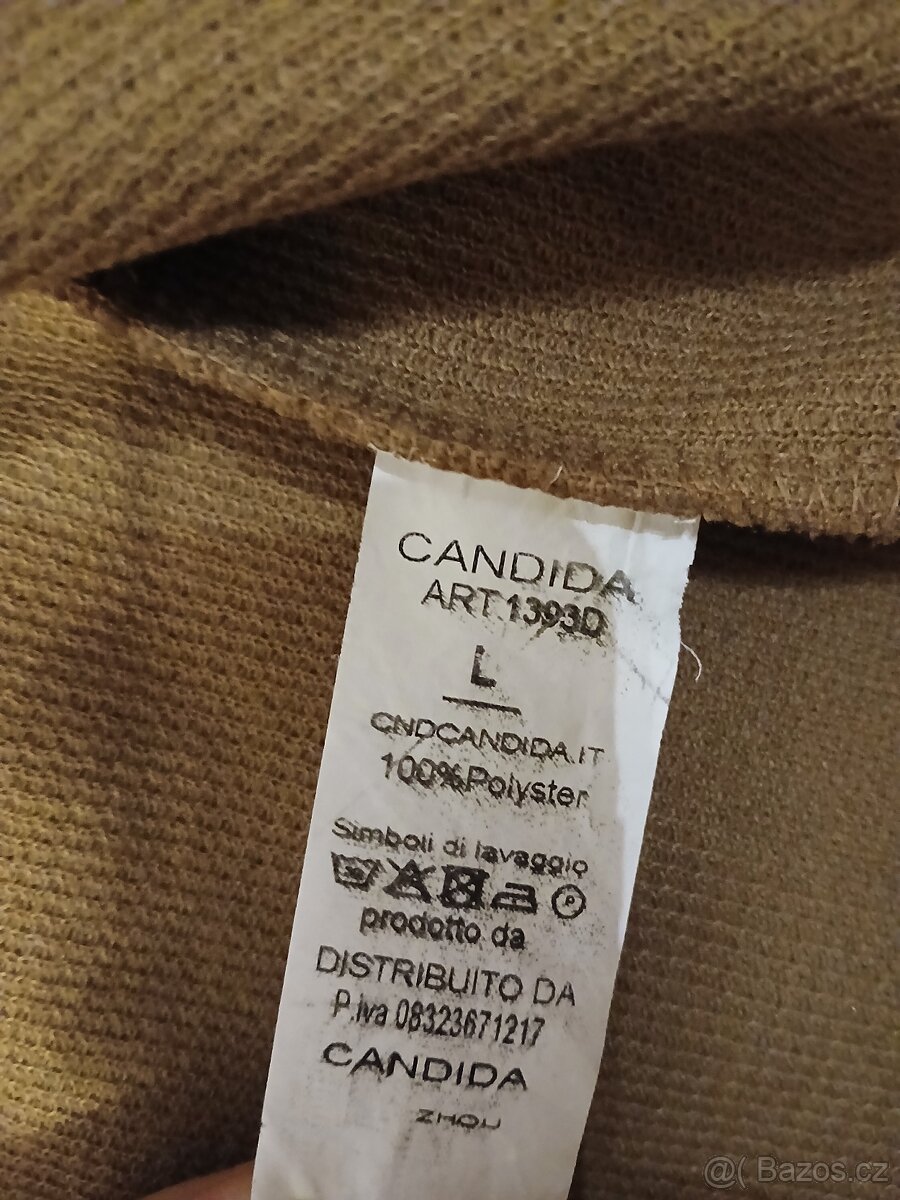 CANDIDA
ART.1393D
L
CNDCANDIDA.IT
100%Polyster
Simboli di lavaggio
P
prodotto da
DISTRIBUITO DA
P.iva 08323671217
CANDIDA
ZHOU
@( Bazos.cz